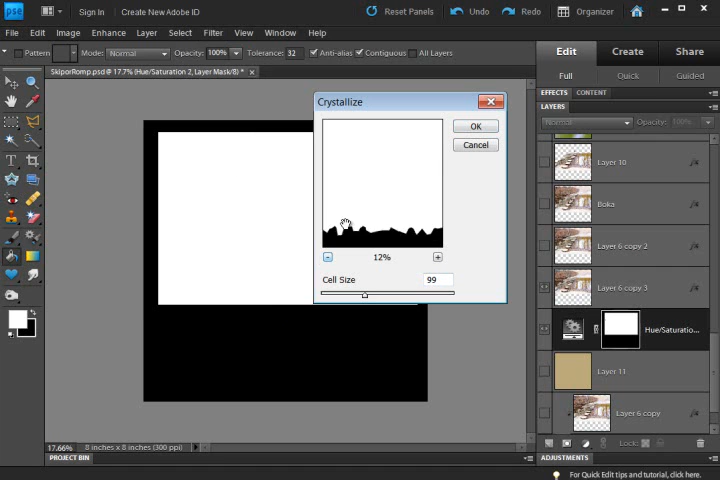 pse
Sign In
Create New Adobe ID
Reset Panels
Undo
Redo
Organizer
File Edit Image Enhance Layer Select Filter View Window Help
Pattern
Mode: Normal
Opacity: 100%
Tolerance: 32
Anti-alias
Contiguous
All Layers
Edit Create Share
Full Quick Guided
SkiporRomp.psd @ 17.7% (Hue/Saturation 2, Layer Mask/8) *
EFFECTS CONTENT
LAYERS
Normal
Opacity: 100%
Crystallize
OK
Cancel
12%
Cell Size 99
Layer 10
Boka
Layer 6 copy 2
Layer 6 copy 3
Hue/Saturatio...
Layer 11
Layer 6 copy
Lock:
17.66% 8 inches x 8 inches (300 ppi)
PROJECT BIN
ADJUSTMENTS
For Quick Edit tips and tutorial, click here.